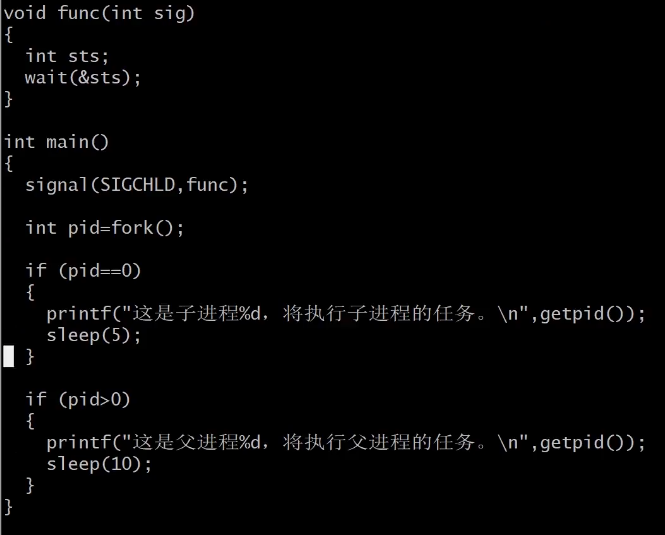 void func(int sig)
{
  int sts;
  wait(&sts);
}

int main()
{
  signal(SIGCHLD,func);

  int pid=fork();

  if (pid==0)
  {
    printf("这是子进程%d，将执行子进程的任务。\n",getpid());
    sleep(5);
  }

  if (pid>0)
  {
    printf("这是父进程%d，将执行父进程的任务。\n",getpid());
    sleep(10);
  }
}